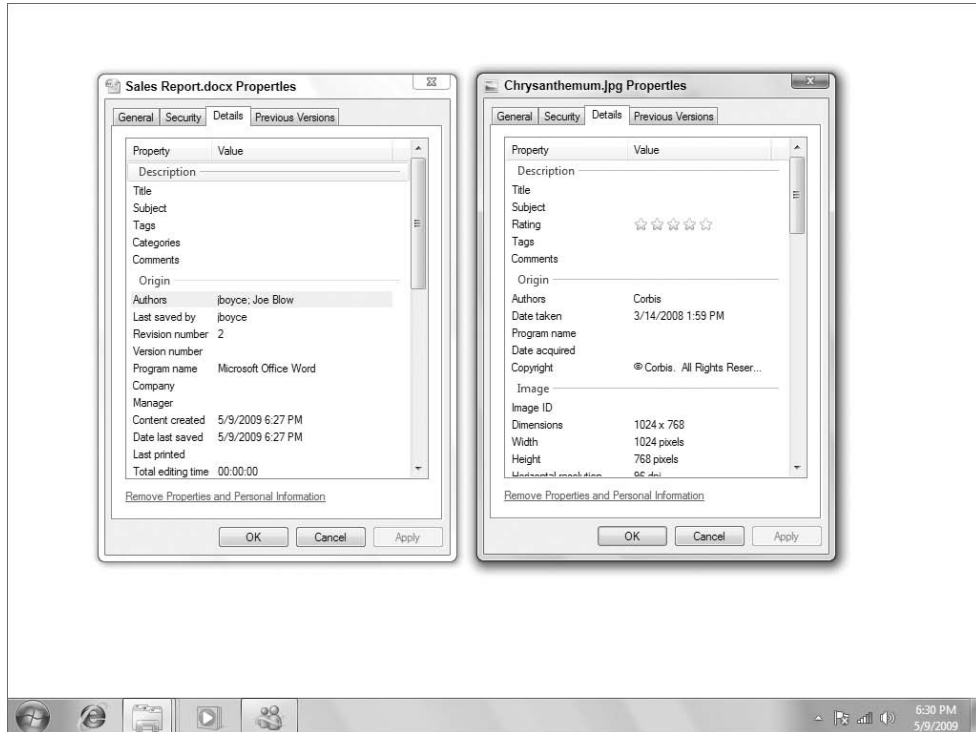 Sales Report.docx Properties
General Security Details Previous Versions
Property Value
Description
Title
Subject
Tags
Categories
Comments
Origin
Authors jboyce; Joe Blow
Last saved by jboyce
Revision number 2
Version number
Program name Microsoft Office Word
Company
Manager
Content created 5/9/2009 6:27 PM
Date last saved 5/9/2009 6:27 PM
Last printed
Total editing time 00:00:00
Remove Properties and Personal Information
OK Cancel Apply
Chrysanthemum.jpg Properties
General Security Details Previous Versions
Property Value
Description
Title
Subject
Rating
Tags
Comments
Origin
Authors Corbis
Date taken 3/14/2008 1:59 PM
Program name
Date acquired
Copyright © Corbis. All Rights Reser...
Image
Image ID
Dimensions 1024 x 768
Width 1024 pixels
Height 768 pixels
Horizontal resolution 96 dpi
Remove Properties and Personal Information
OK Cancel Apply
6:30 PM
5/9/2009